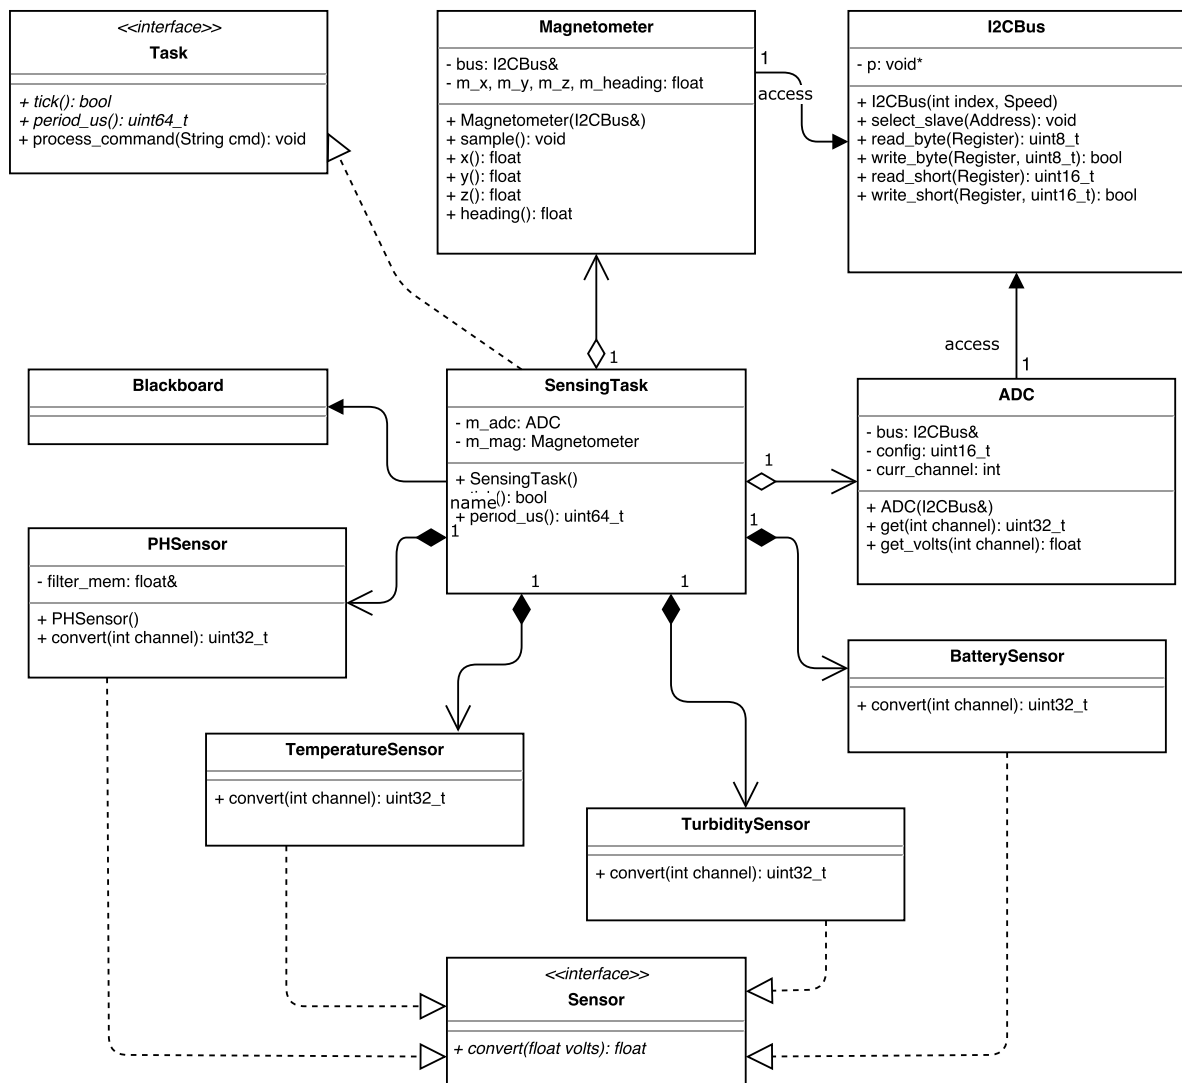 <<interface>>
Task
+ tick(): bool
+ period_us(): uint64_t
+ process_command(String cmd): void
Magnetometer
- bus: I2CBus&
- m_x, m_y, m_z, m_heading: float
+ Magnetometer(I2CBus&)
+ sample(): void
+ x(): float
+ y(): float
+ z(): float
+ heading(): float
1
access
I2CBus
- p: void*
+ I2CBus(int index, Speed)
+ select_slave(Address): void
+ read_byte(Register): uint8_t
+ write_byte(Register, uint8_t): bool
+ read_short(Register): uint16_t
+ write_short(Register, uint16_t): bool
access
1
1
Blackboard
SensingTask
- m_adc: ADC
- m_mag: Magnetometer
+ SensingTask()
+ tick(): bool
+ period_us(): uint64_t
name
1
1
1
1
1
ADC
- bus: I2CBus&
- config: uint16_t
- curr_channel: int
+ ADC(I2CBus&)
+ get(int channel): uint32_t
+ get_volts(int channel): float
PHSensor
- filter_mem: float&
+ PHSensor()
+ convert(int channel): uint32_t
BatterySensor
+ convert(int channel): uint32_t
TemperatureSensor
+ convert(int channel): uint32_t
TurbiditySensor
+ convert(int channel): uint32_t
<<interface>>
Sensor
+ convert(float volts): float